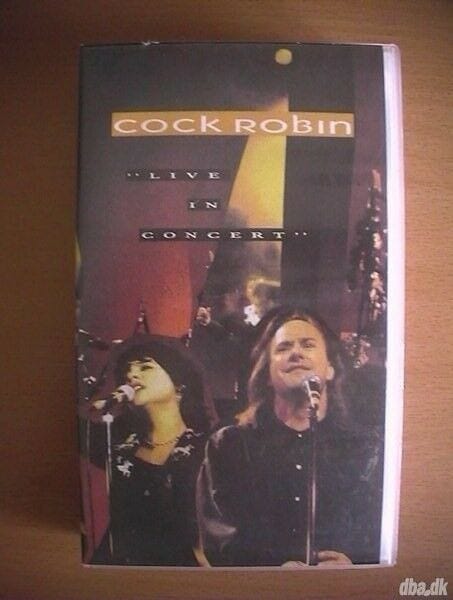 COCK ROBIN
"LIVE
IN
CONCERT"
dba.dk